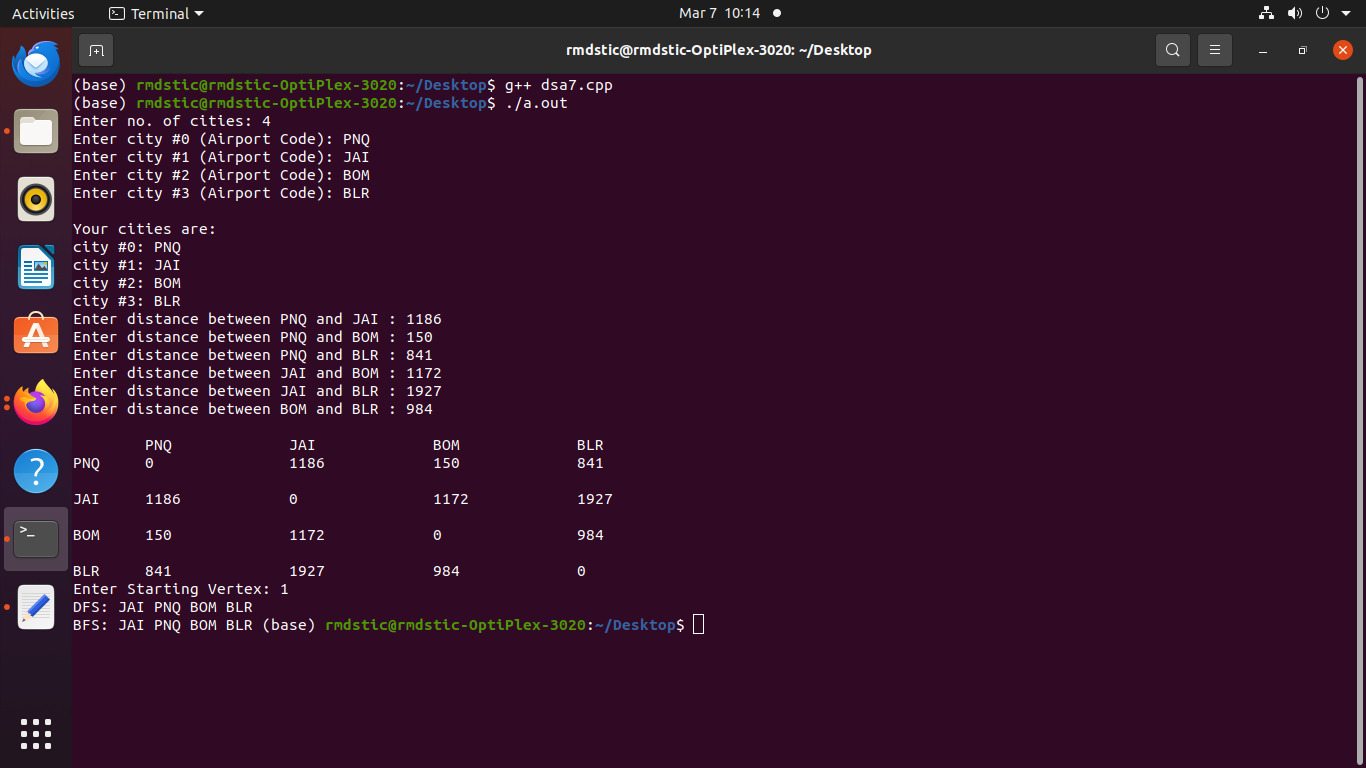 Activities Terminal Mar 7 10:14
rmdstic@rmdstic-OptiPlex-3020: ~/Desktop
(base) rmdstic@rmdstic-OptiPlex-3020:~/Desktop$ g++ dsa7.cpp
(base) rmdstic@rmdstic-OptiPlex-3020:~/Desktop$ ./a.out
Enter no. of cities: 4
Enter city #0 (Airport Code): PNQ
Enter city #1 (Airport Code): JAI
Enter city #2 (Airport Code): BOM
Enter city #3 (Airport Code): BLR
Your cities are:
city #0: PNQ
city #1: JAI
city #2: BOM
city #3: BLR
Enter distance between PNQ and JAI : 1186
Enter distance between PNQ and BOM : 150
Enter distance between PNQ and BLR : 841
Enter distance between JAI and BOM : 1172
Enter distance between JAI and BLR : 1927
Enter distance between BOM and BLR : 984
PNQ JAI BOM BLR
PNQ 0 1186 150 841
JAI 1186 0 1172 1927
BOM 150 1172 0 984
BLR 841 1927 984 0
Enter Starting Vertex: 1
DFS: JAI PNQ BOM BLR
BFS: JAI PNQ BOM BLR (base) rmdstic@rmdstic-OptiPlex-3020:~/Desktop$